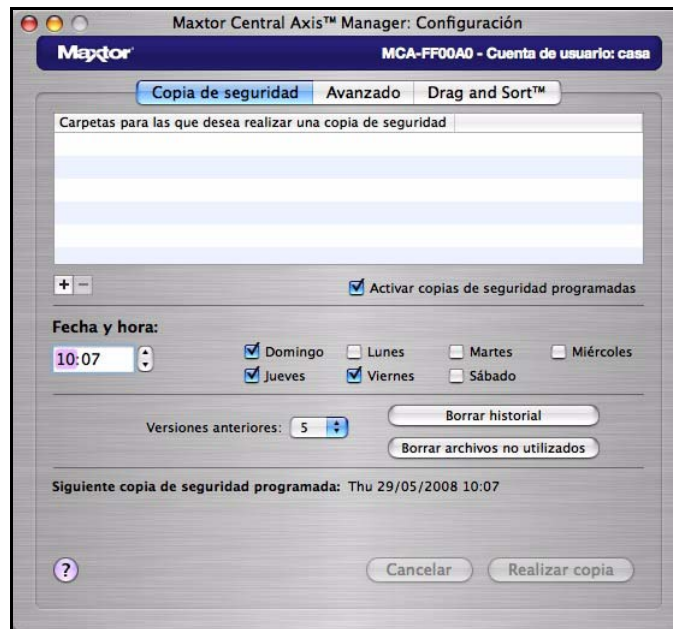 Maxtor Central Axis™ Manager: Configuración
Maxtor
MCA-FF00A0 - Cuenta de usuario: casa
Copia de seguridad Avanzado Drag and Sort™
Carpetas para las que desea realizar una copia de seguridad
+ −
Activar copias de seguridad programadas
Fecha y hora:
10:07
Domingo Lunes Martes Miércoles
Jueves Viernes Sábado
Versiones anteriores: 5
Borrar historial
Borrar archivos no utilizados
Siguiente copia de seguridad programada: Thu 29/05/2008 10:07
? Cancelar Realizar copia